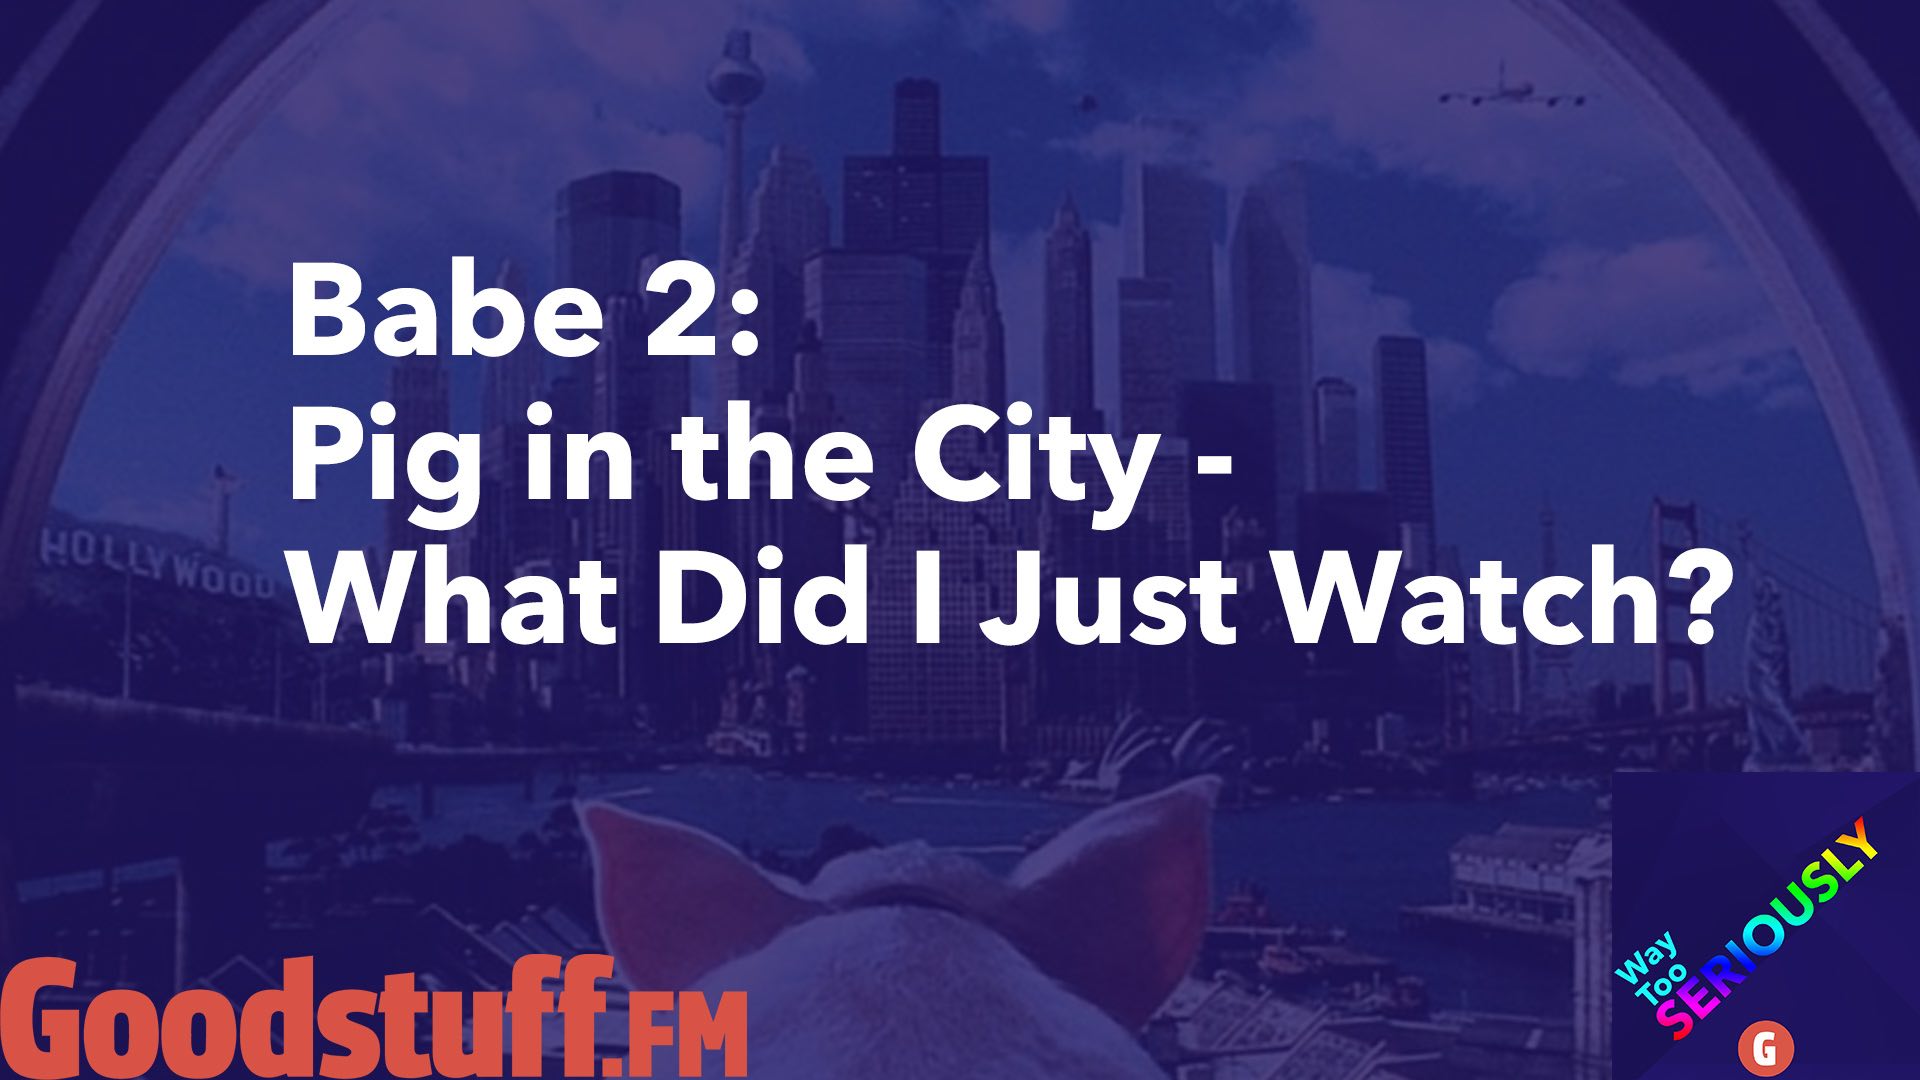 Babe 2:
Pig in the City -
What Did I Just Watch?
HOLLYWOOD
Goodstuff.FM
Way
Too
SERIOUSLY
G